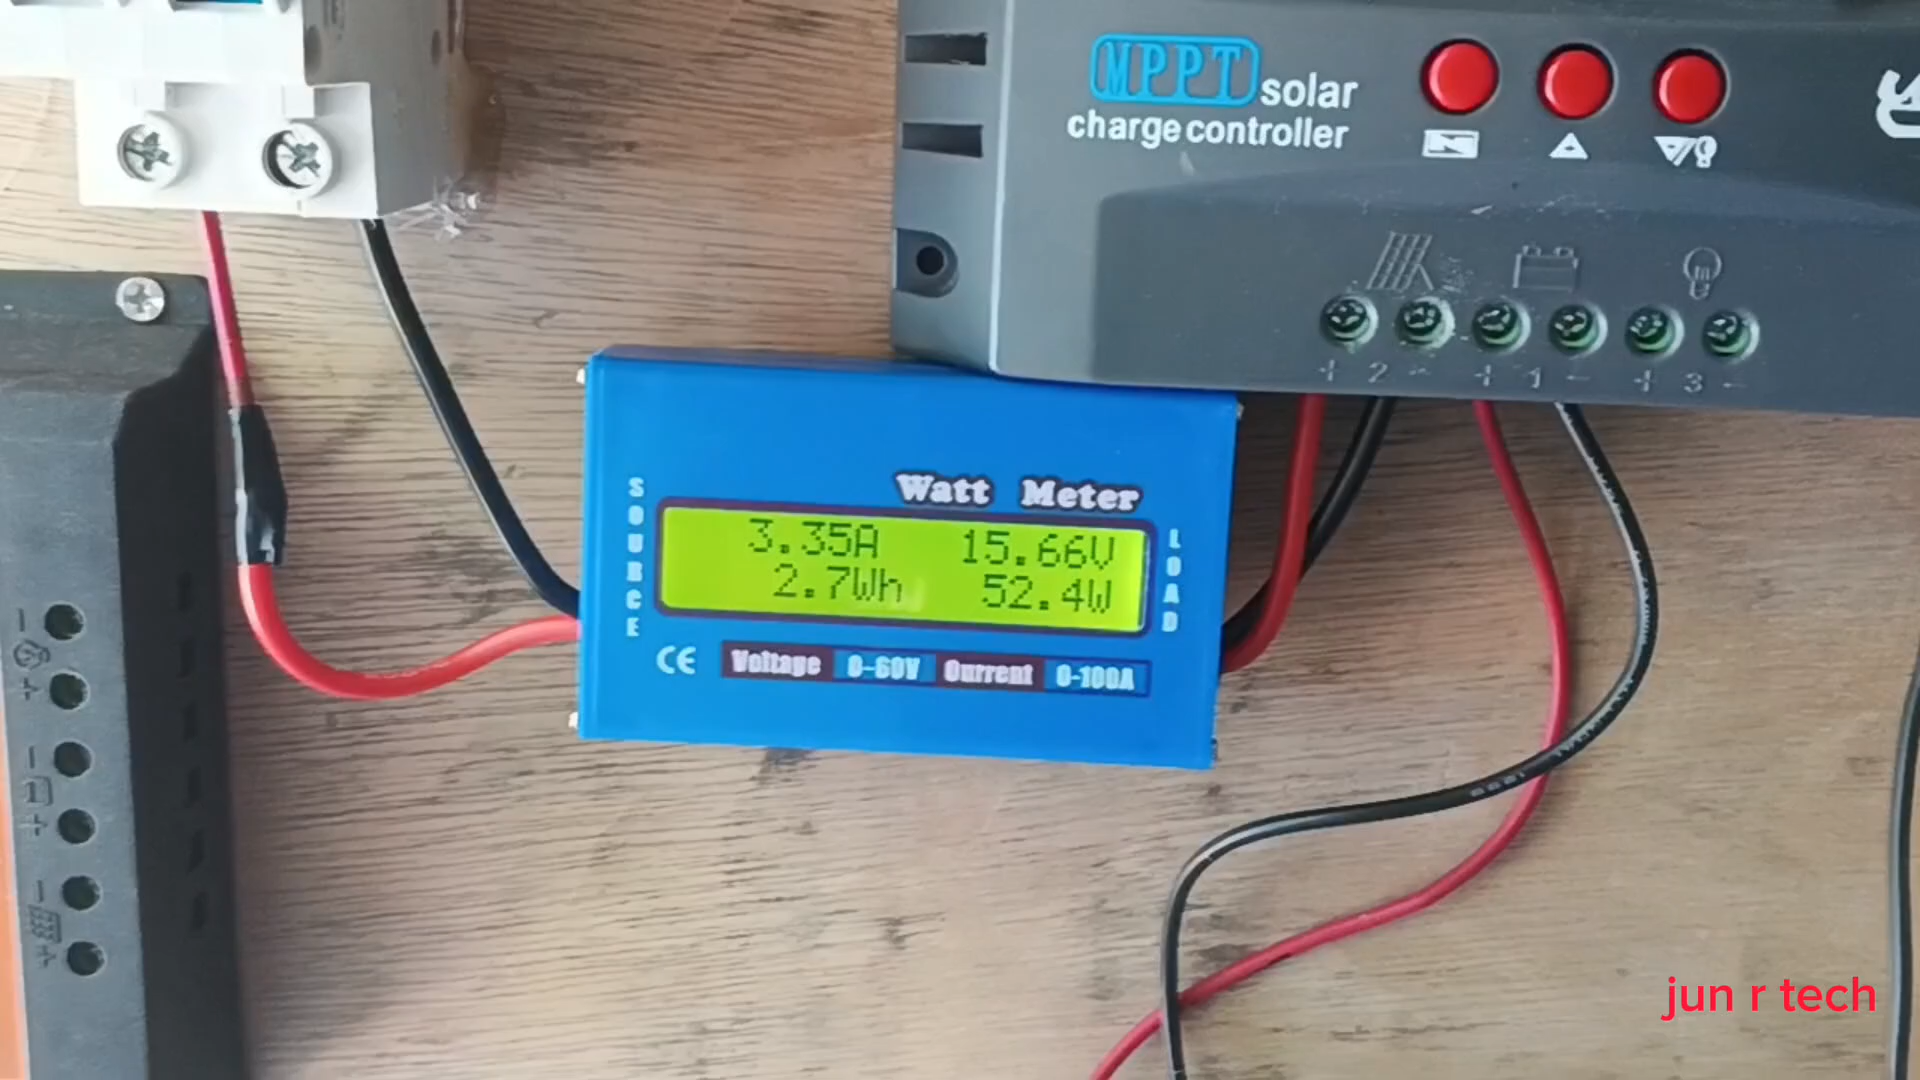 MPPT solar
charge controller
+ 2 - + 1 - + 3 -
Watt Meter
SOURCE
3.35A 15.66V
2.7Wh 52.4W
LOAD
CE Voltage 0-60V Current 0-100A
jun r tech